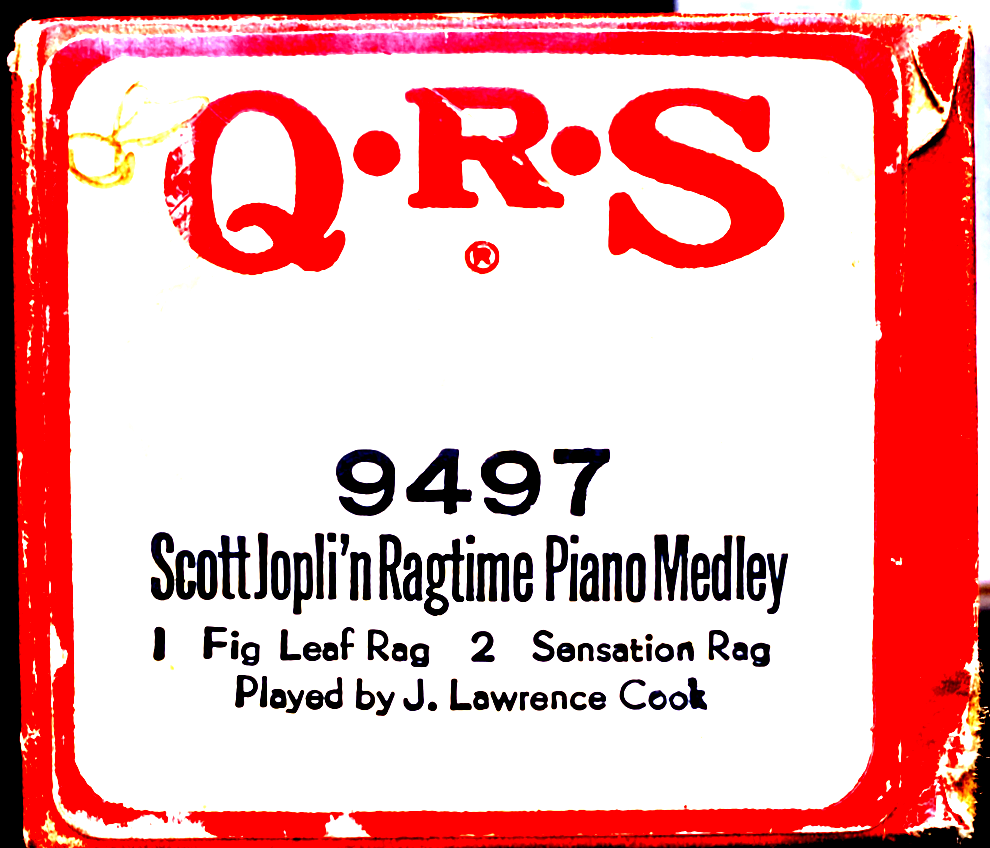 Q•R•S
®
9497
Scott Jopli'n Ragtime Piano Medley
1 Fig Leaf Rag 2 Sensation Rag
Played by J. Lawrence Cook